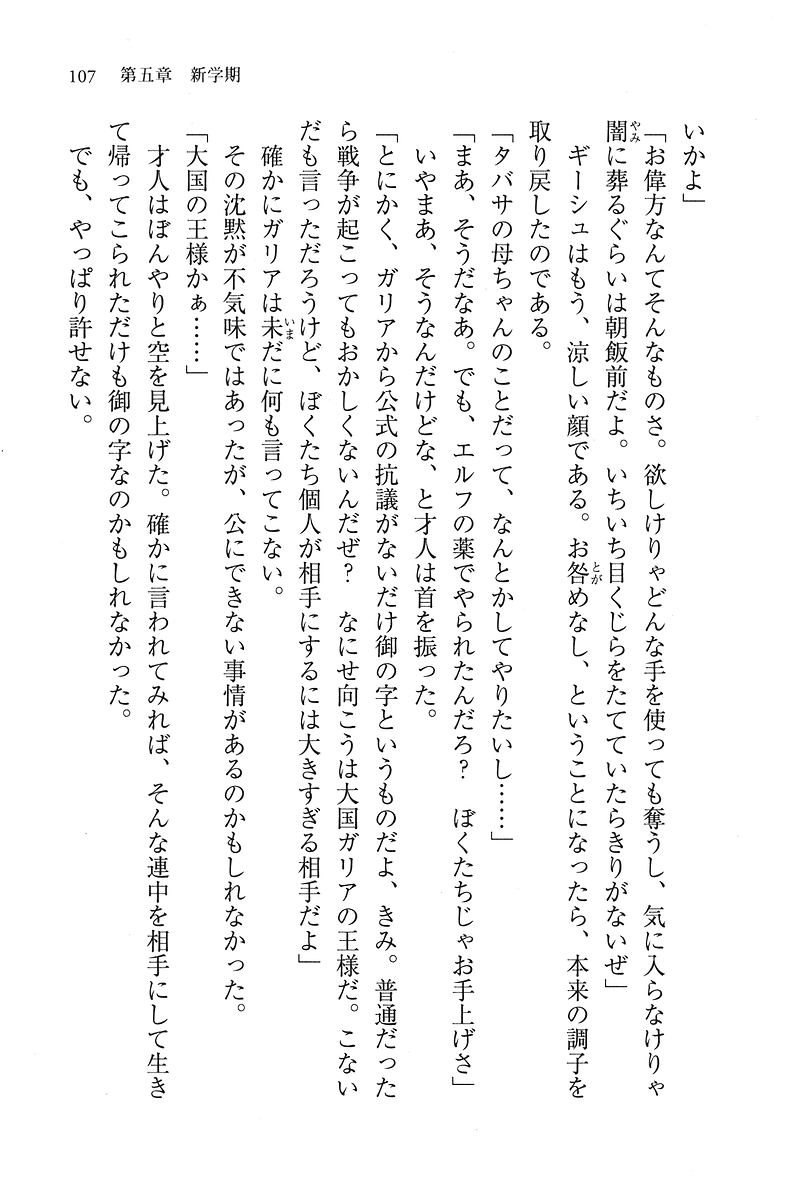 107　第五章　新学期
いかよ」
「お偉方なんてそんなものさ。欲しけりゃどんな手を使っても奪うし、気に入らなけりゃ
闇やみに葬るぐらいは朝飯前だよ。いちいち目くじらをたてていたらきりがないぜ」
　ギーシュはもう、涼しい顔である。お咎とがめなし、ということになったら、本来の調子を
取り戻したのである。
「タバサの母ちゃんのことだって、なんとかしてやりたいし……」
「まあ、そうだなあ。でも、エルフの薬でやられたんだろ？　ぼくたちじゃお手上げさ」
　いやまあ、そうなんだけどな、と才人は首を振った。
「とにかく、ガリアから公式の抗議がないだけ御の字というものだよ、きみ。普通だった
ら戦争が起こってもおかしくないんだぜ？　なにせ向こうは大国ガリアの王様だ。こない
だも言っただろうけど、ぼくたち個人が相手にするには大きすぎる相手だよ」
　確かにガリアは未いまだに何も言ってこない。
　その沈黙が不気味ではあったが、公にできない事情があるのかもしれなかった。
「大国の王様かぁ……」
　才人はぼんやりと空を見上げた。確かに言われてみれば、そんな連中を相手にして生き
て帰ってこられただけも御の字なのかもしれなかった。
　でも、やっぱり許せない。